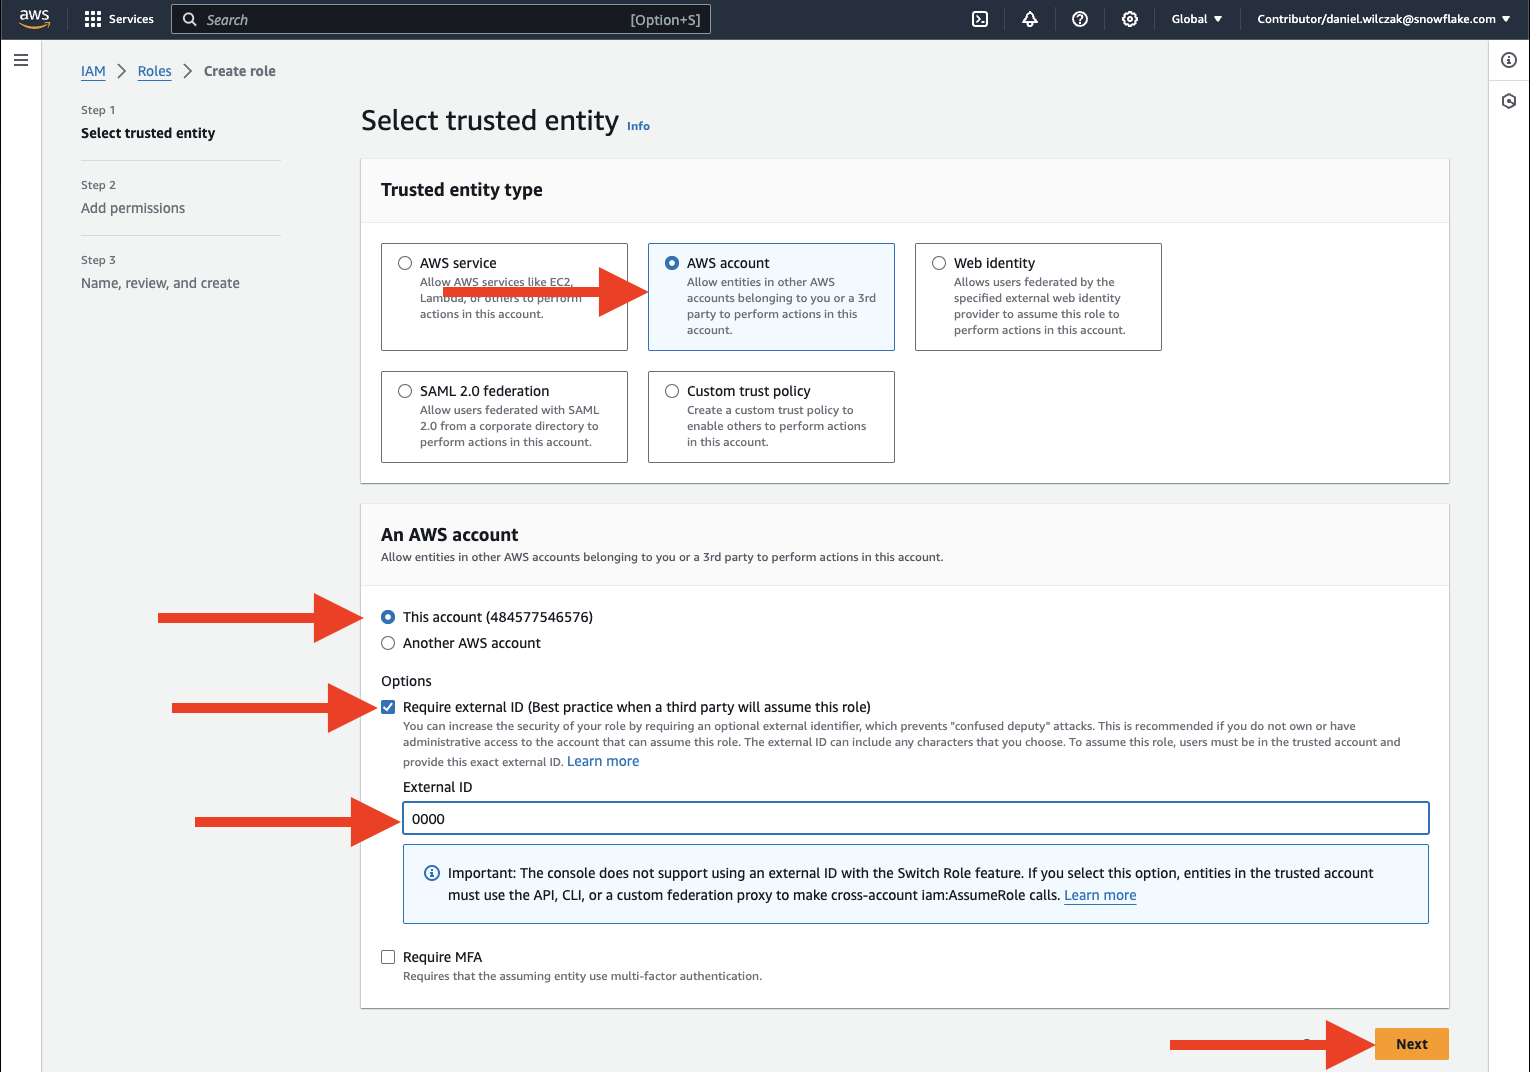 aws
Services
Search
[Option+S]
Global
Contributor/daniel.wilczak@snowflake.com
IAM
Roles
Create role
Step 1
Select trusted entity
Step 2
Add permissions
Step 3
Name, review, and create
Select trusted entity Info
Trusted entity type
AWS service
Allow AWS services like EC2,
Lambda, or others to perform
actions in this account.
AWS account
Allow entities in other AWS
accounts belonging to you or a 3rd
party to perform actions in this
account.
Web identity
Allows users federated by the
specified external web identity
provider to assume this role to
perform actions in this account.
SAML 2.0 federation
Allow users federated with SAML
2.0 from a corporate directory to
perform actions in this account.
Custom trust policy
Create a custom trust policy to
enable others to perform actions
in this account.
An AWS account
Allow entities in other AWS accounts belonging to you or a 3rd party to perform actions in this account.
This account (484577546576)
Another AWS account
Options
Require external ID (Best practice when a third party will assume this role)
You can increase the security of your role by requiring an optional external identifier, which prevents "confused deputy" attacks. This is recommended if you do not own or have
administrative access to the account that can assume this role. The external ID can include any characters that you choose. To assume this role, users must be in the trusted account and
provide this exact external ID. Learn more
External ID
0000
Important: The console does not support using an external ID with the Switch Role feature. If you select this option, entities in the trusted account
must use the API, CLI, or a custom federation proxy to make cross-account iam:AssumeRole calls. Learn more
Require MFA
Requires that the assuming entity use multi-factor authentication.
Next